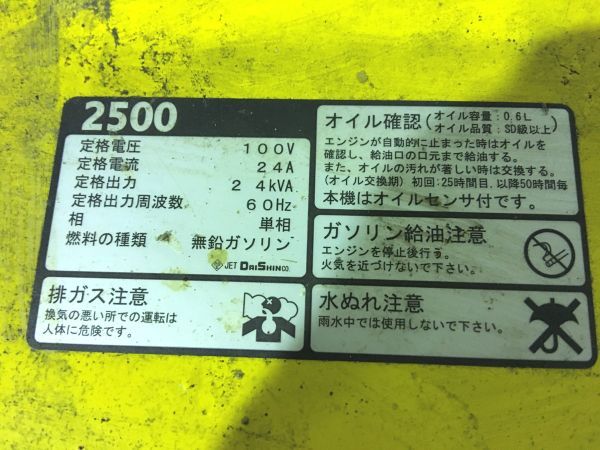 2500
定格電圧 100V
定格電流 24A
定格出力 2.4kVA
定格出力周波数 60Hz
相 単相
燃料の種類 無鉛ガソリン
JET DAISHIN CO.
オイル確認(オイル容量:0.6L
オイル品質:SD級以上)
エンジンが自動的に止まった時はオイルを
確認し、給油口の口元まで給油する。
また、オイルの汚れが著しい時は交換する。
(オイル交換期)初回:25時間目、以降50時間毎
本機はオイルセンサ付です。
ガソリン給油注意
エンジンを停止後行う。
火気を近づけないで下さい。
排ガス注意
換気の悪い所での運転は
人体に危険です。
水ぬれ注意
雨水中では使用しないで下さい。